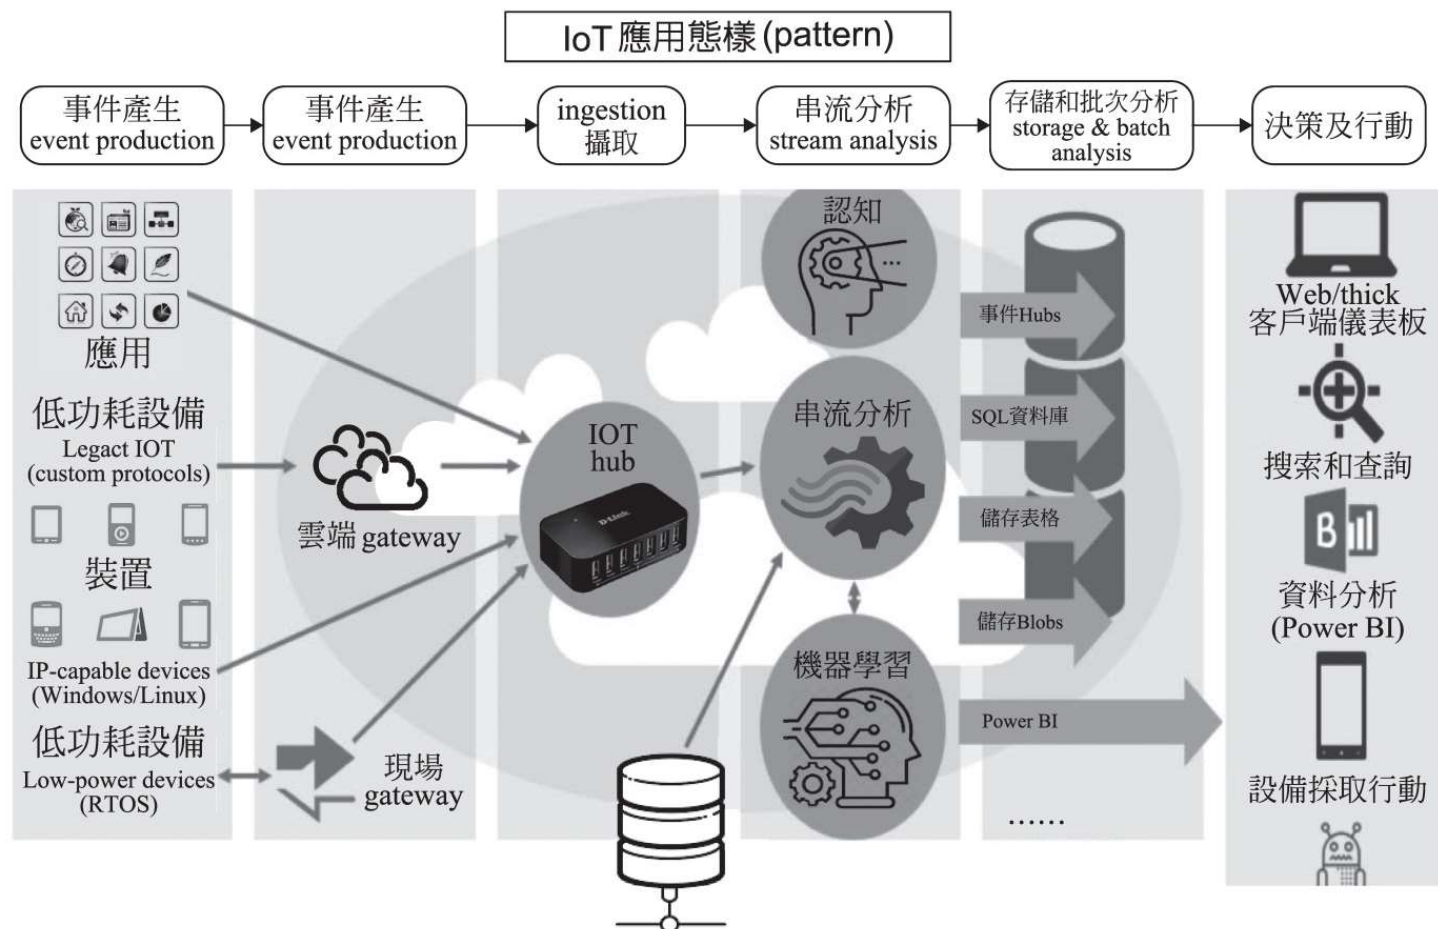 IoT 應用態樣(pattern)
事件產生
event production
事件產生
event production
ingestion
攝取
串流分析
stream analysis
存儲和批次分析
storage & batch
analysis
決策及行動
應用
低功耗設備
Legact IOT
(custom protocols)
裝置
IP-capable devices
(Windows/Linux)
低功耗設備
Low-power devices
(RTOS)
雲端 gateway
現場
gateway
IOT
hub
D-Link
認知
...
串流分析
機器學習
事件Hubs
SQL資料庫
儲存表格
儲存Blobs
Power BI
......
Web/thick
客戶端儀表板
搜索和查詢
B
資料分析
(Power BI)
設備採取行動